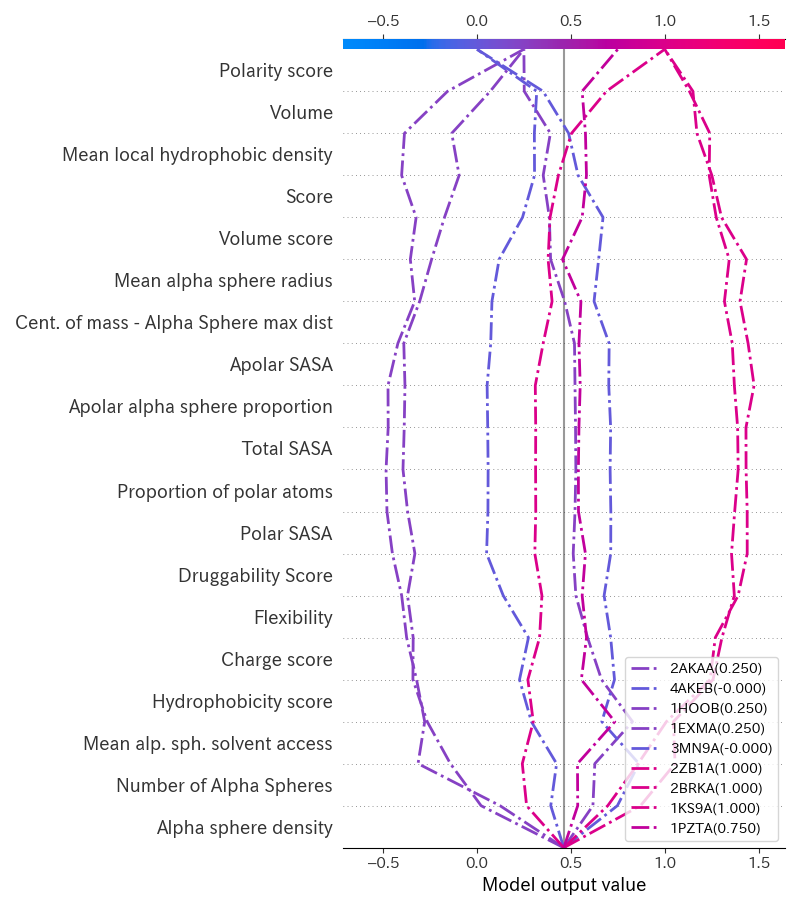 −0.5 0.0 0.5 1.0 1.5
Polarity score
Volume
Mean local hydrophobic density
Score
Volume score
Mean alpha sphere radius
Cent. of mass - Alpha Sphere max dist
Apolar SASA
Apolar alpha sphere proportion
Total SASA
Proportion of polar atoms
Polar SASA
Druggability Score
Flexibility
Charge score
Hydrophobicity score
Mean alp. sph. solvent access
Number of Alpha Spheres
Alpha sphere density
2AKAA(0.250)
4AKEB(-0.000)
1HOOB(0.250)
1EXMA(0.250)
3MN9A(-0.000)
2ZB1A(1.000)
2BRKA(1.000)
1KS9A(1.000)
1PZTA(0.750)
−0.5 0.0 0.5 1.0 1.5
Model output value